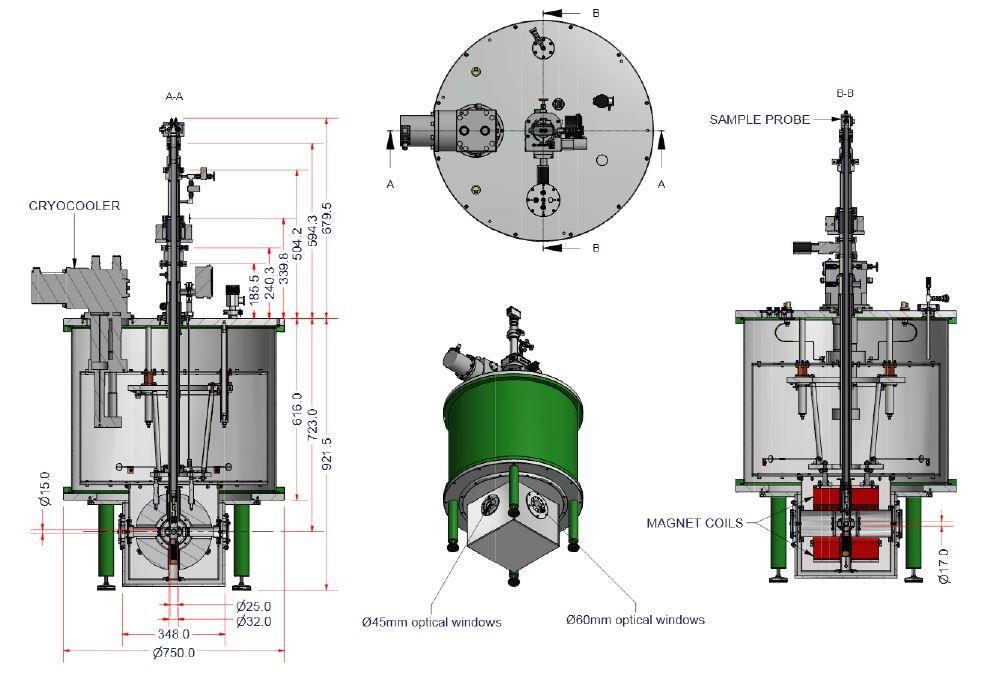 B
A-A
B-B
SAMPLE PROBE
A
A
CRYOCOOLER
B
185.5
240.3
339.8
504.2
594.3
679.5
616.0
723.0
921.5
Ø15.0
MAGNET COILS
Ø17.0
Ø25.0
Ø32.0
348.0
Ø750.0
Ø45mm optical windows
Ø60mm optical windows